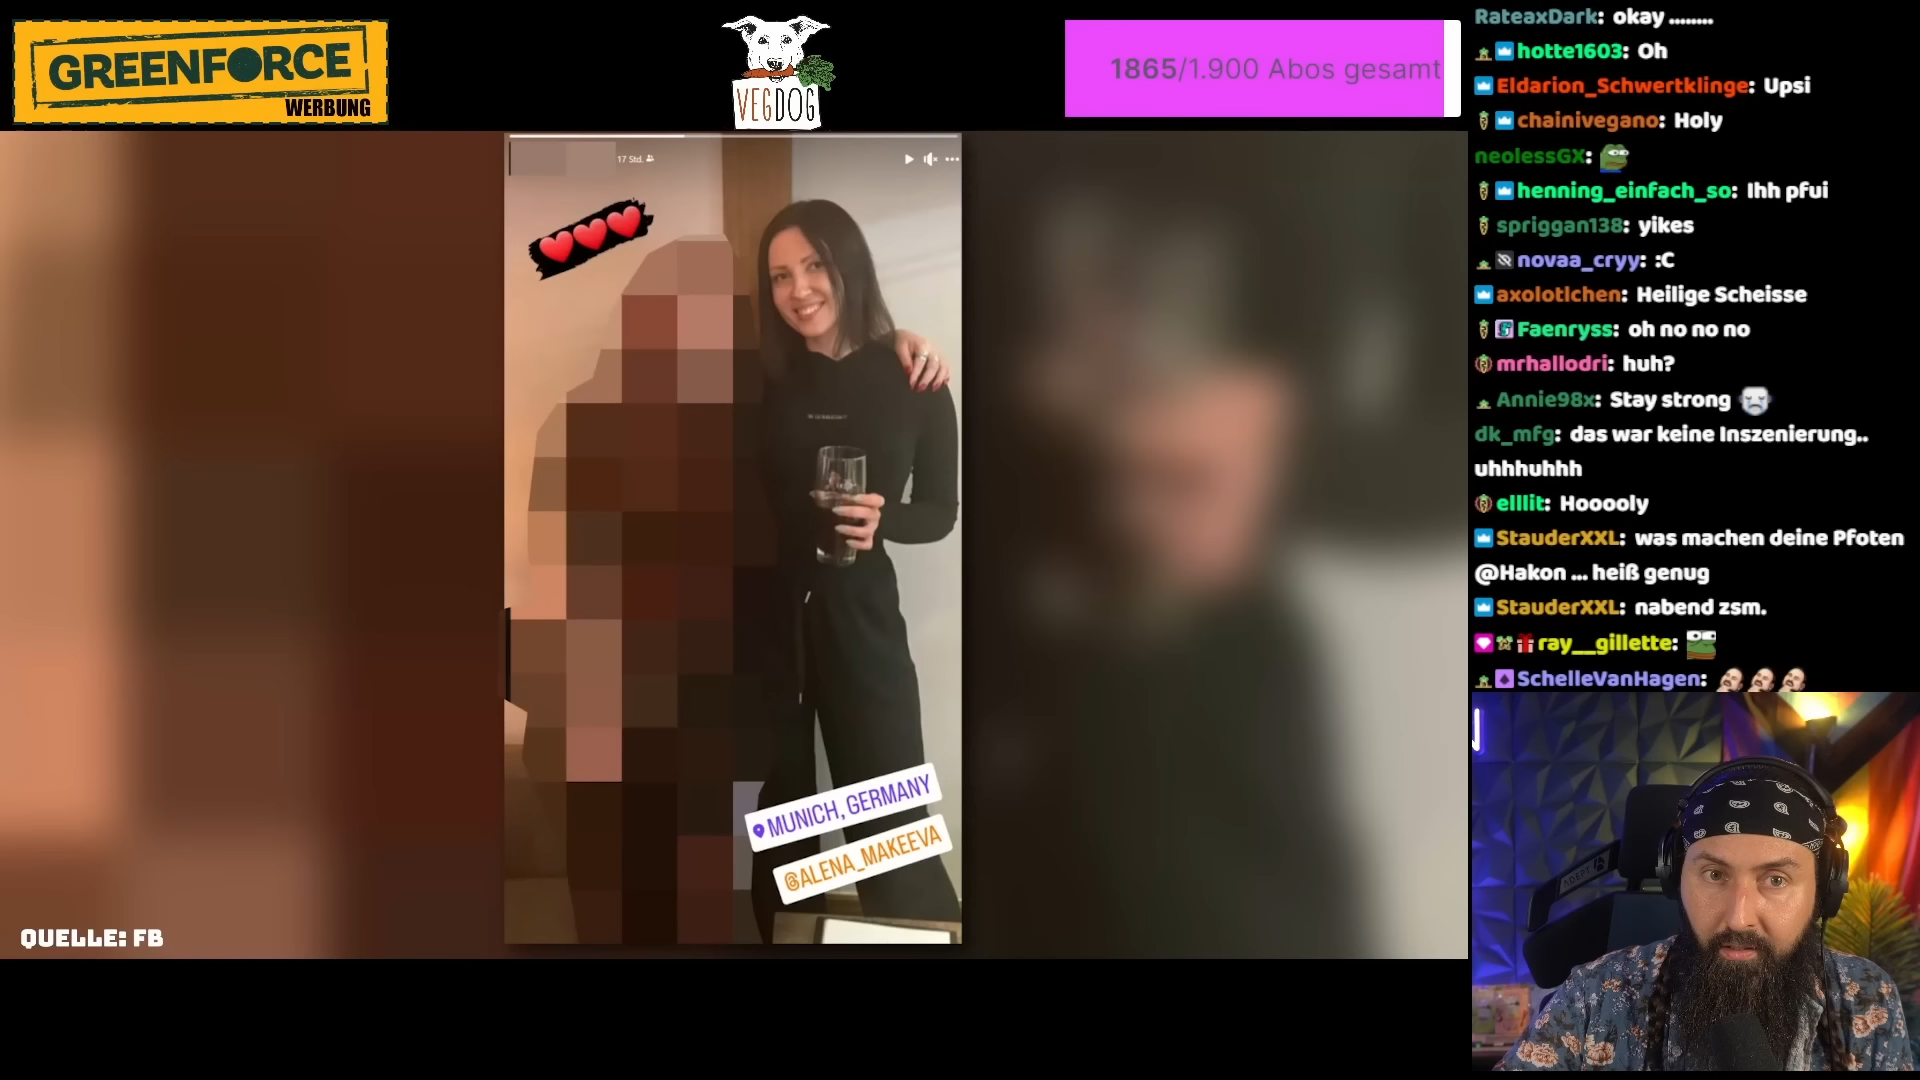 GREENFORCE
WERBUNG
VEGDOG
1865/1.900 Abos gesamt
17 Std.
MUNICH, GERMANY
@ALENA_MAKEEVA
QUELLE: FB
RateaxDark: okay ........
hotte1603: Oh
Eldarion_Schwertklinge: Upsi
chainivegano: Holy
neolessGX:
henning_einfach_so: Ihh pfui
spriggan138: yikes
novaa_cryy: :C
axolotlchen: Heilige Scheisse
Faenryss: oh no no no
mrhallodri: huh?
Annie98x: Stay strong
dk_mfg: das war keine Inszenierung..
uhhhuhhh
elllit: Hooooly
StauderXXL: was machen deine Pfoten
@Hakon ... heiß genug
StauderXXL: nabend zsm.
ray__gillette:
SchelleVanHagen:
ADEPT